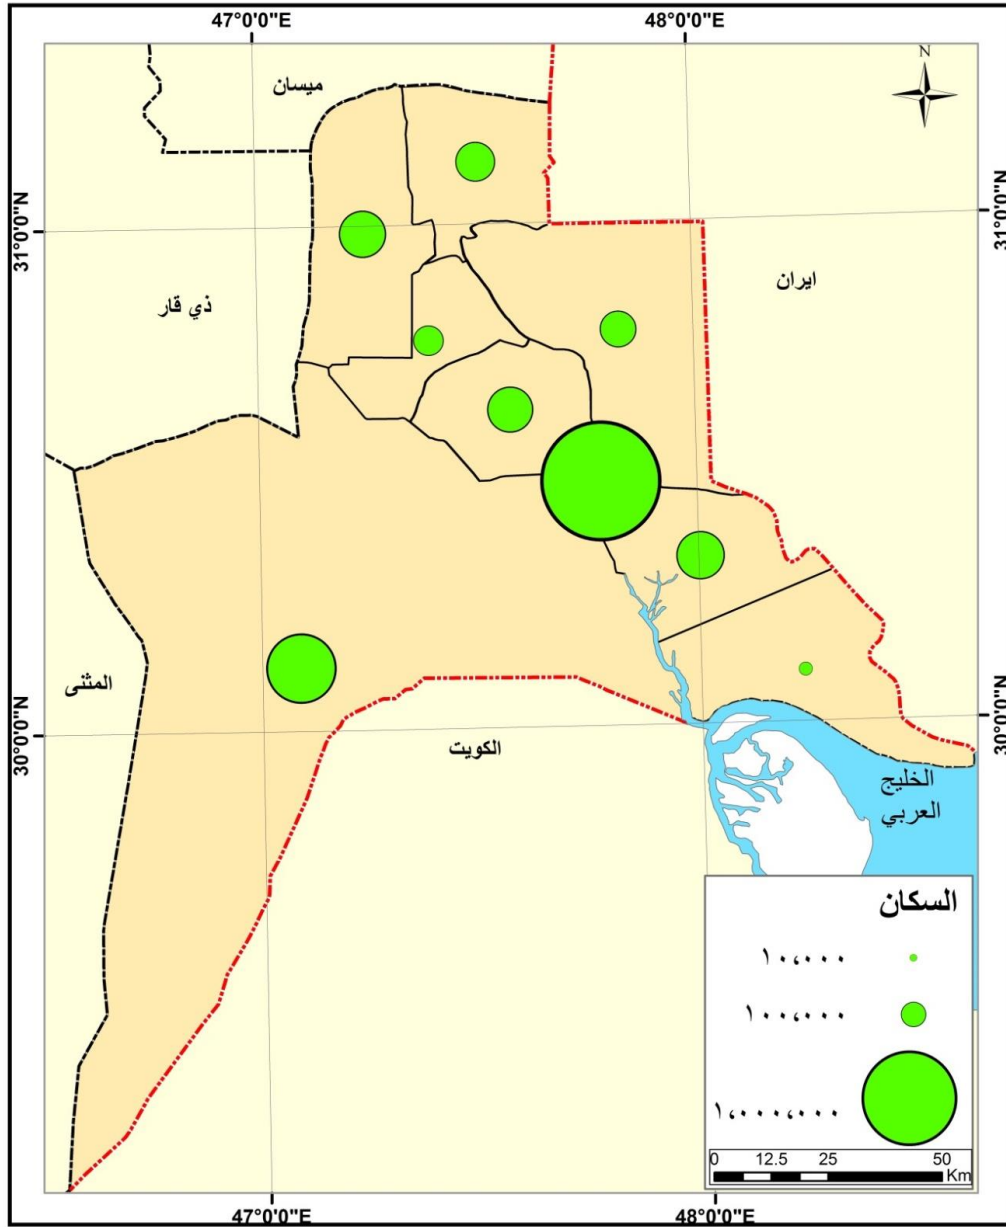 47°0'0"E
48°0'0"E
N
ميسان
31°0'0"N
31°0'0"N
ايران
ذي قار
المثنى
30°0'0"N
30°0'0"N
الكويت
الخليج
العربي
السكان
١٠،٠٠٠
١٠٠،٠٠٠
١،٠٠٠،٠٠٠
0 12.5 25 50
Km
47°0'0"E
48°0'0"E